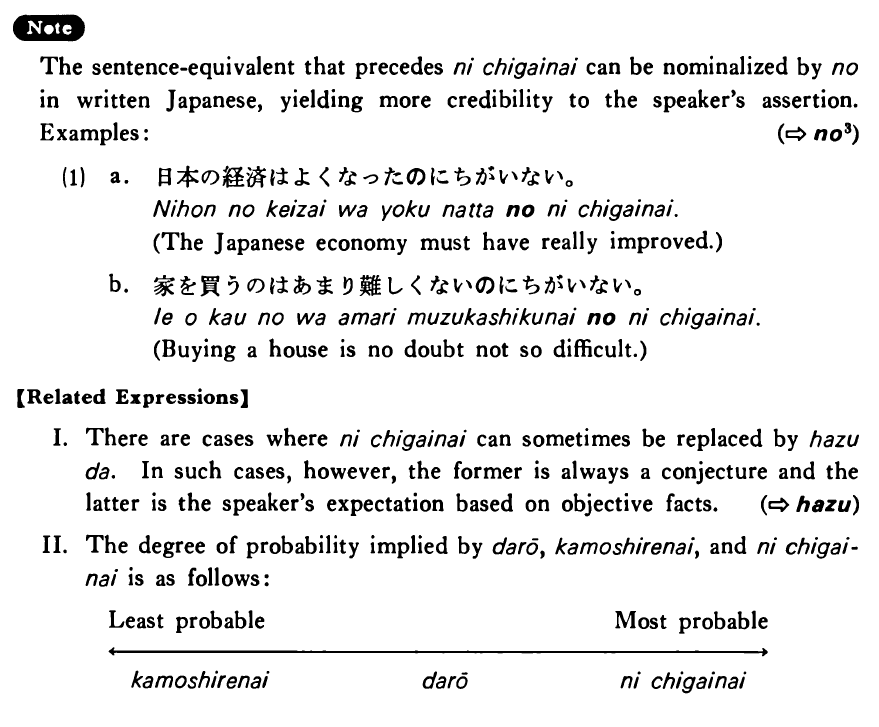 Note
The sentence-equivalent that precedes ni chigainai can be nominalized by no
in written Japanese, yielding more credibility to the speaker's assertion.
Examples: (⇨ no³)
(1) a. 日本の経済はよくなったのにちがいない。
Nihon no keizai wa yoku natta no ni chigainai.
(The Japanese economy must have really improved.)
b. 家を買うのはあまり難しくないのにちがいない。
Ie o kau no wa amari muzukashikunai no ni chigainai.
(Buying a house is no doubt not so difficult.)
【Related Expressions】
I. There are cases where ni chigainai can sometimes be replaced by hazu
da. In such cases, however, the former is always a conjecture and the
latter is the speaker's expectation based on objective facts. (⇨ hazu)
II. The degree of probability implied by darō, kamoshirenai, and ni chigai-
nai is as follows:
Least probable Most probable
kamoshirenai darō ni chigainai